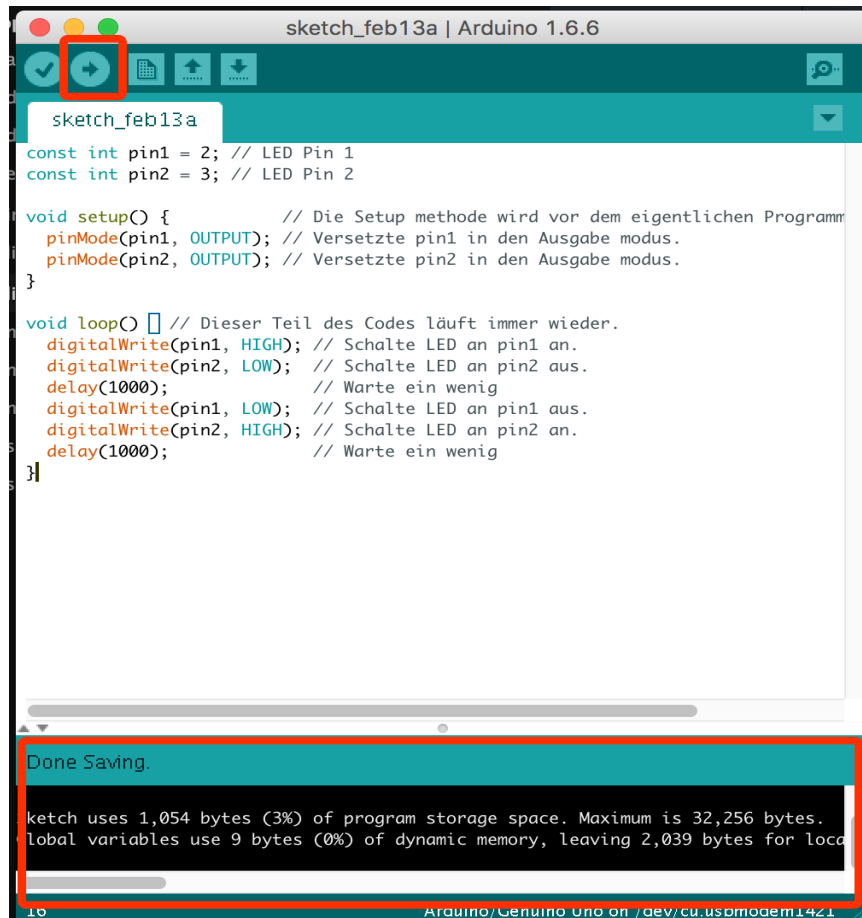 sketch_feb13a | Arduino 1.6.6
sketch_feb13a
const int pin1 = 2; // LED Pin 1
const int pin2 = 3; // LED Pin 2
void setup() {           // Die Setup methode wird vor dem eigentlichen Programm
  pinMode(pin1, OUTPUT); // Versetzte pin1 in den Ausgabe modus.
  pinMode(pin2, OUTPUT); // Versetzte pin2 in den Ausgabe modus.
}
void loop() // Dieser Teil des Codes läuft immer wieder.
  digitalWrite(pin1, HIGH); // Schalte LED an pin1 an.
  digitalWrite(pin2, LOW);  // Schalte LED an pin2 aus.
  delay(1000);              // Warte ein wenig
  digitalWrite(pin1, LOW);  // Schalte LED an pin1 aus.
  digitalWrite(pin2, HIGH); // Schalte LED an pin2 an.
  delay(1000);              // Warte ein wenig
}
Done Saving.
ketch uses 1,054 bytes (3%) of program storage space. Maximum is 32,256 bytes.
lobal variables use 9 bytes (0%) of dynamic memory, leaving 2,039 bytes for loca
16 Arduino/Genuino Uno on /dev/cu.usbmodem1421